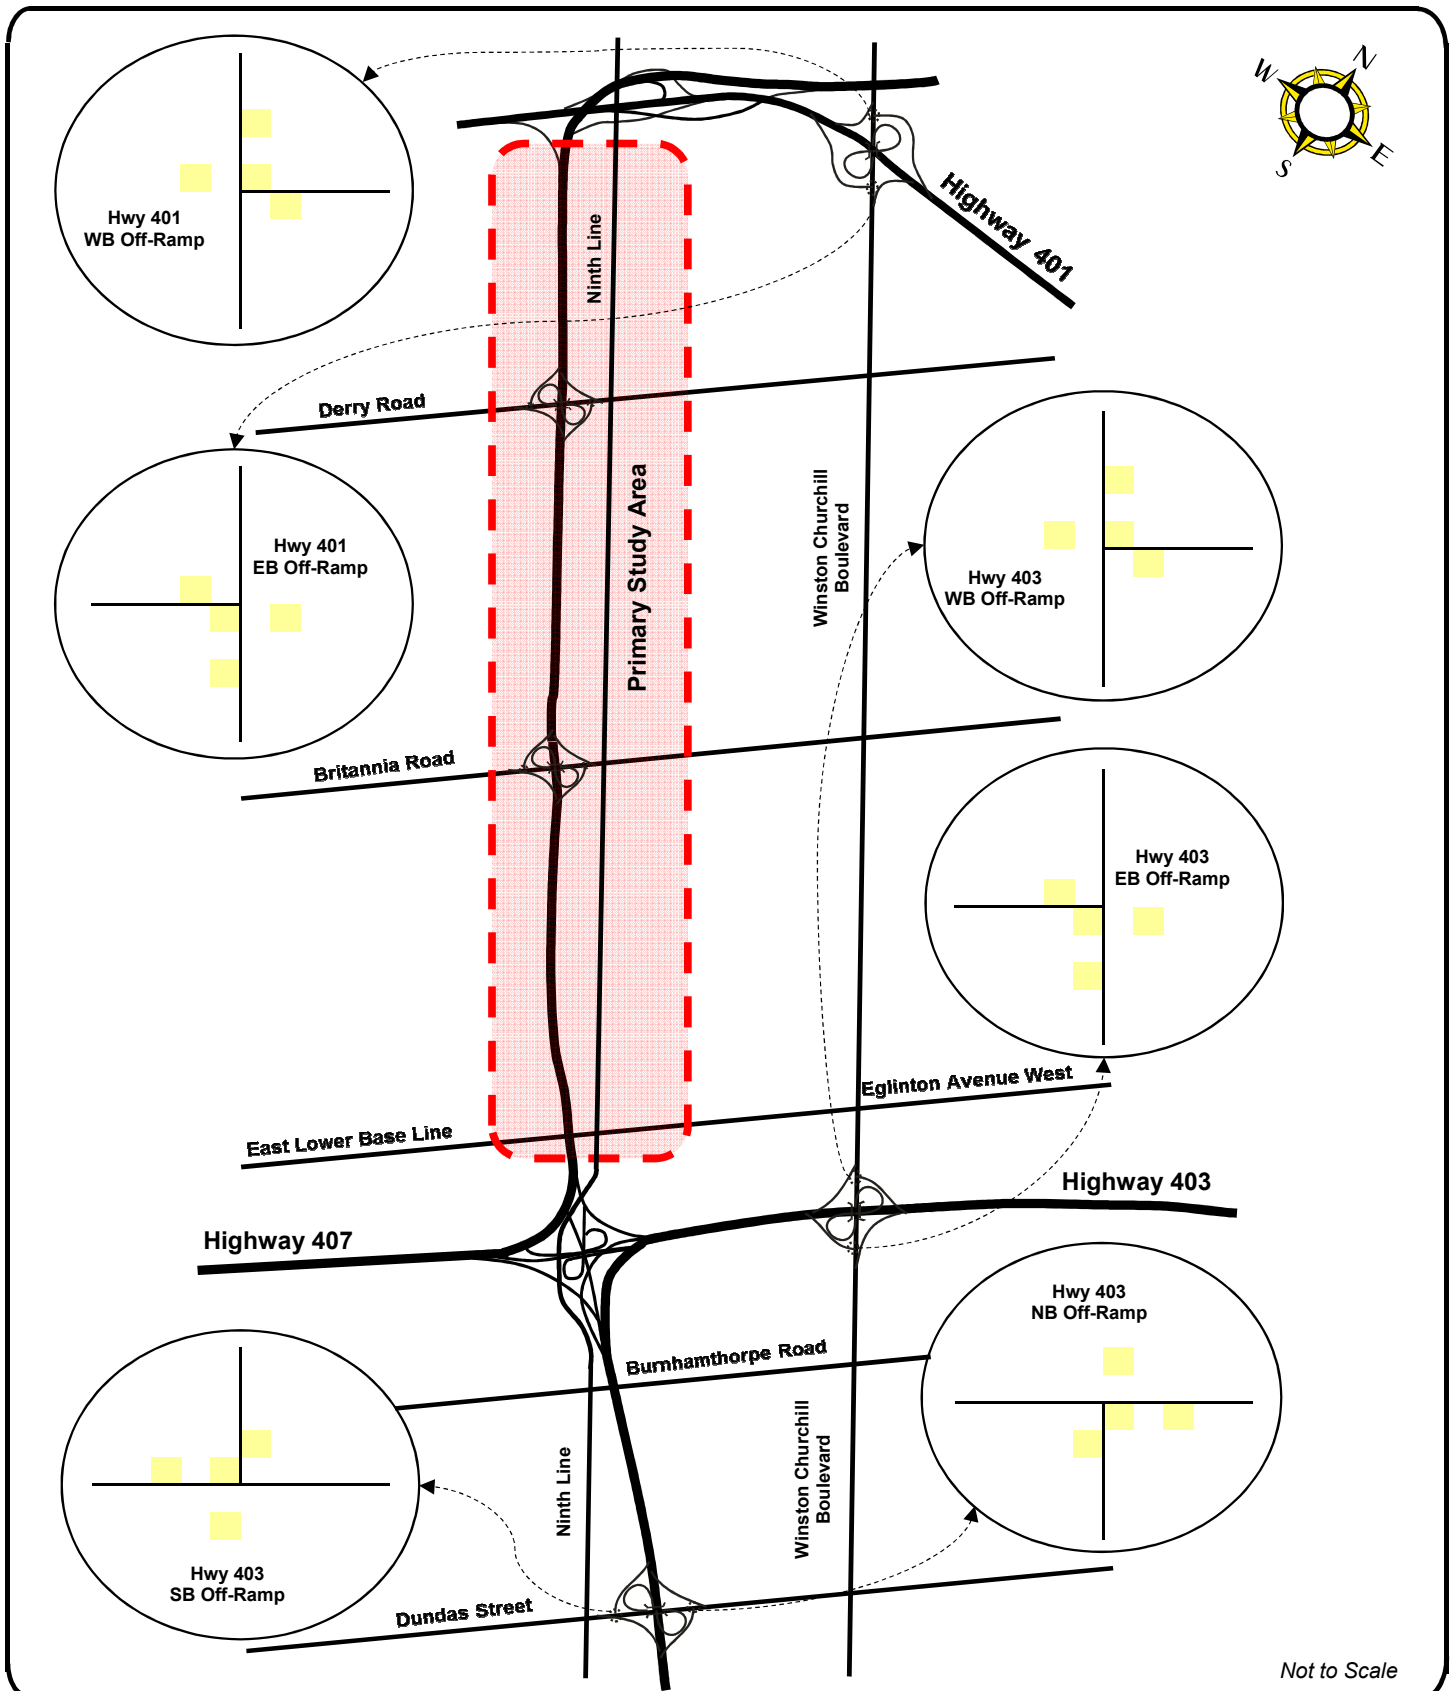 N
W
E
S
Hwy 401
WB Off-Ramp
Highway 401
Ninth Line
Derry Road
Hwy 401
EB Off-Ramp
Primary Study Area
Winston Churchill
Boulevard
Hwy 403
WB Off-Ramp
Britannia Road
Hwy 403
EB Off-Ramp
Eglinton Avenue West
East Lower Base Line
Highway 403
Highway 407
Hwy 403
NB Off-Ramp
Burnhamthorpe Road
Ninth Line
Winston Churchill
Boulevard
Hwy 403
SB Off-Ramp
Dundas Street
Not to Scale